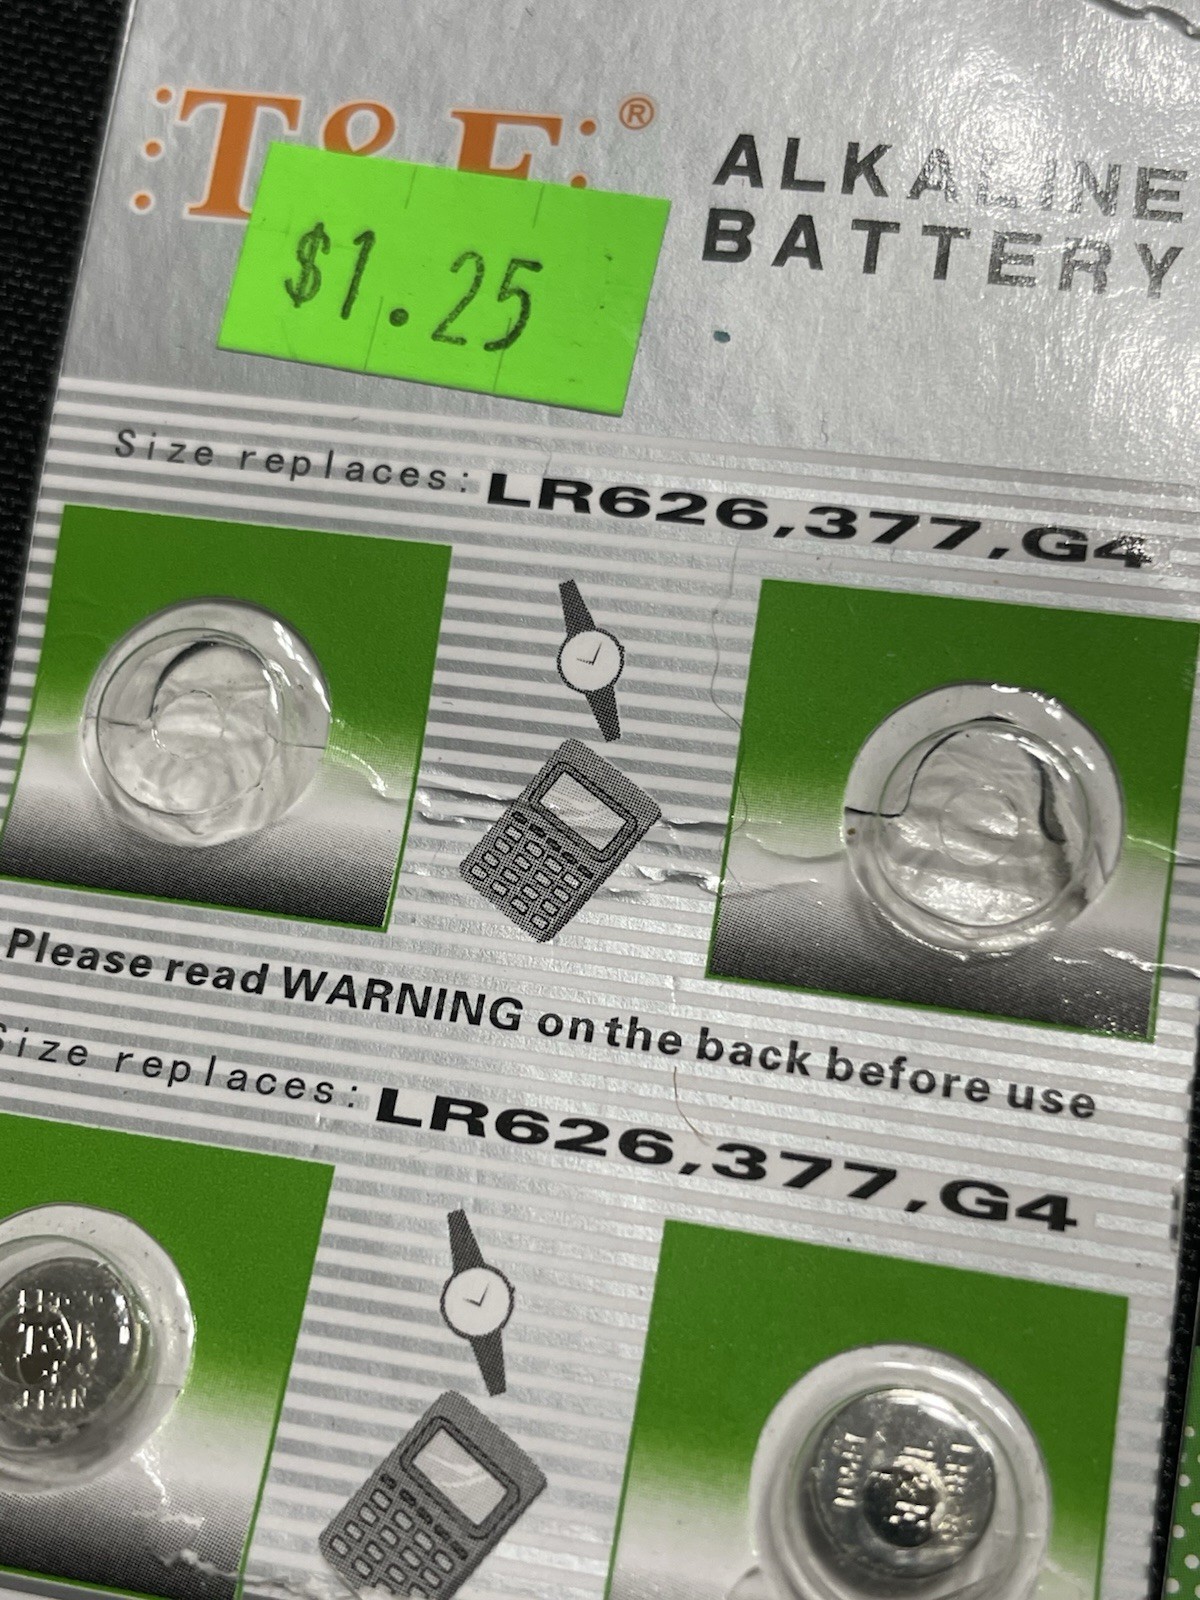 T&E®
ALKALINE
BATTERY
$1.25
Size replaces: LR626,377,G4
Please read WARNING on the back before use
Size replaces: LR626,377,G4